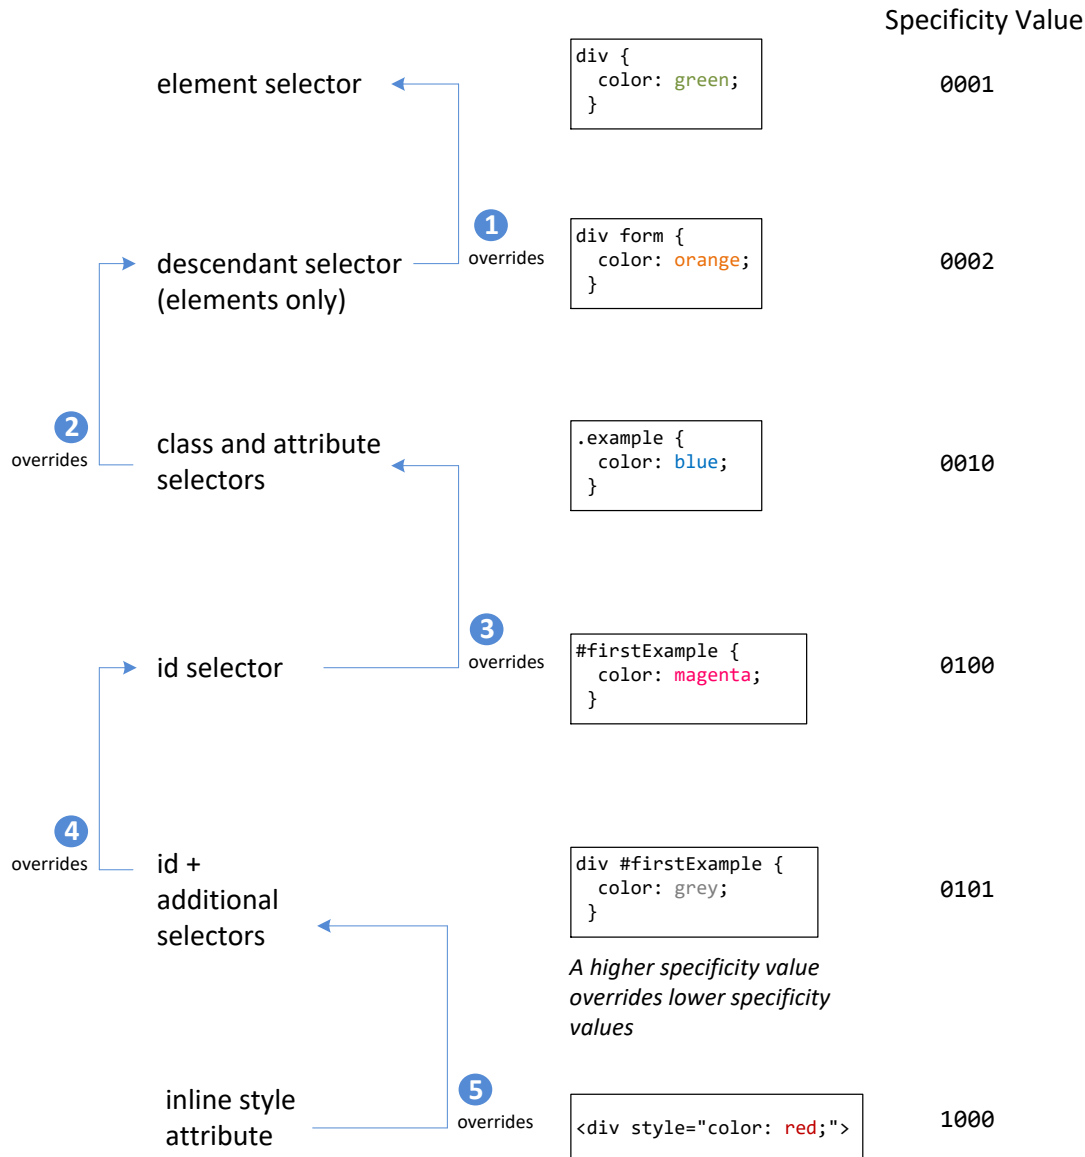 Specificity Value
element selector
div {
color: green;
}
0001
1
overrides
descendant selector
(elements only)
div form {
color: orange;
}
0002
2
overrides
class and attribute
selectors
.example {
color: blue;
}
0010
3
overrides
id selector
#firstExample {
color: magenta;
}
0100
4
overrides
id +
additional
selectors
div #firstExample {
color: grey;
}
0101
A higher specificity value
overrides lower specificity
values
5
overrides
inline style
attribute
<div style="color: red;">
1000